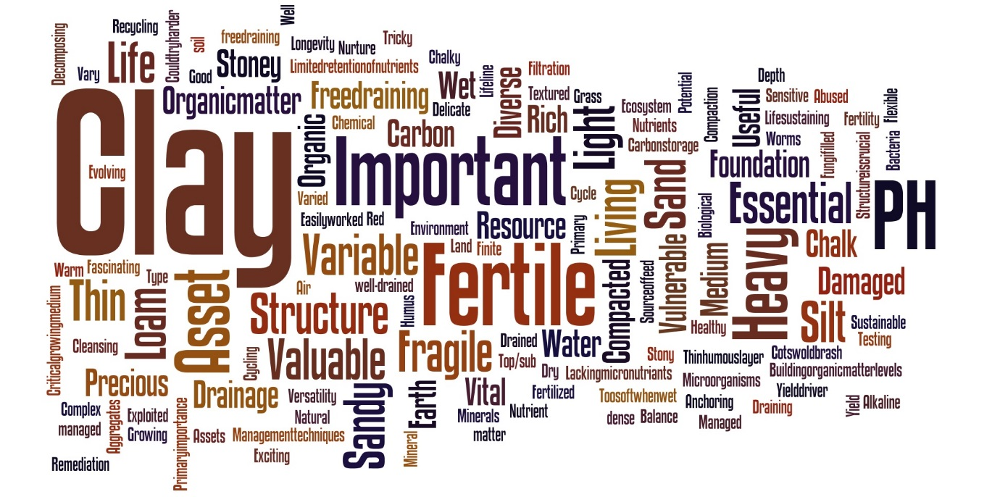 Well
Decomposing
Recycling
Couldtryharder
soil
freedraining
Longevity
Nurture
Tricky
Vary
Life
Good
Stoney
Limitedretentionofnutrients
Chalky
Wet
Lifeline
Diverse
Filtration
Organicmatter
Freedraining
Delicate
Textured
Grass
Rich
Light
Ecosystem
Potential
Nutrients
Carbonstorage
Compaction
Depth
Useful
Sensitive
Abused
Lifesustaining
Fertility
Flexible
Worms
Fungifilled
Structureiscrucial
Bacteria
Clay
Evolving
Organic
Chemical
Carbon
Important
Varied
Cycle
Living
Sand
Foundation
Essential
PH
Easilyworked
Red
Environment
Resource
Primary
Biological
Variable
Land
Finite
Fertile
Vulnerable
Medium
Heavy
Chalk
Damaged
Warm
Fascinating
Type
Thin
Loam
Asset
Air
well-drained
Structure
Humus
Compacted
Sourceoffeed
Healthy
Silt
Sustainable
Testing
Criticalgrowingmedium
Cleansing
Cycling
Valuable
Fragile
Drained
Water
Top/sub
Stony
Thinhumouslayer
Cotswoldbrash
Buildingorganicmatterlevels
Precious
Drainage
Versatility
Sandy
Earth
Vital
Dry
Lackingmicronutriants
Microorganisms
Yielddriver
Fertilized
Toosoftwhenwet
Anchoring
Draining
Yield
Alkaline
Complex
managed
Aggregates
Exploited
Growing
Primaryimportance
Assets
Natural
Managementtechniques
Minerals
Nutrient
matter
dense
Balance
Managed
Mineral
Exciting
Remediation